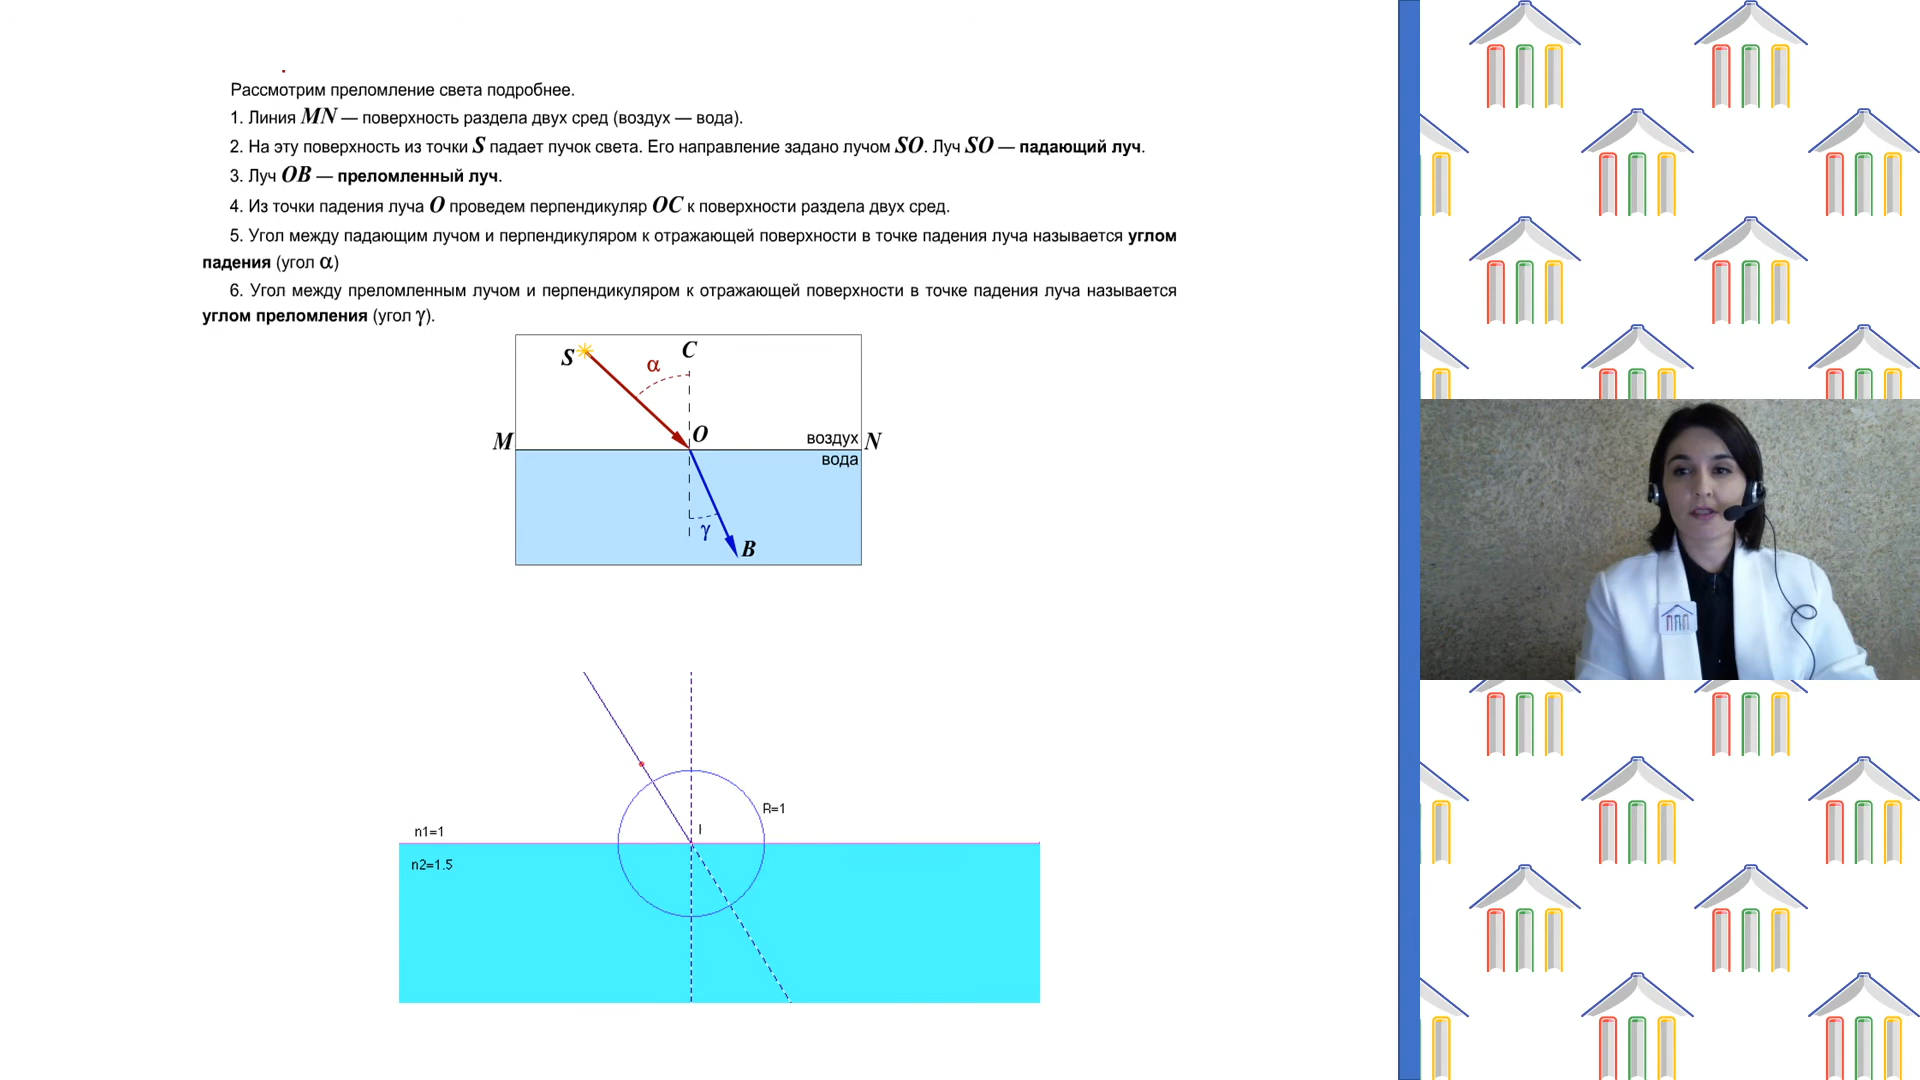 Рассмотрим преломление света подробнее.
1. Линия MN — поверхность раздела двух сред (воздух — вода).
2. На эту поверхность из точки S падает пучок света. Его направление задано лучом SO. Луч SO — падающий луч.
3. Луч OB — преломленный луч.
4. Из точки падения луча O проведем перпендикуляр OC к поверхности раздела двух сред.
5. Угол между падающим лучом и перпендикуляром к отражающей поверхности в точке падения луча называется углом
падения (угол α)
6. Угол между преломленным лучом и перпендикуляром к отражающей поверхности в точке падения луча называется
углом преломления (угол γ).
S
C
α
M
O
воздух
N
вода
γ
B
R=1
n1=1
I
n2=1.5